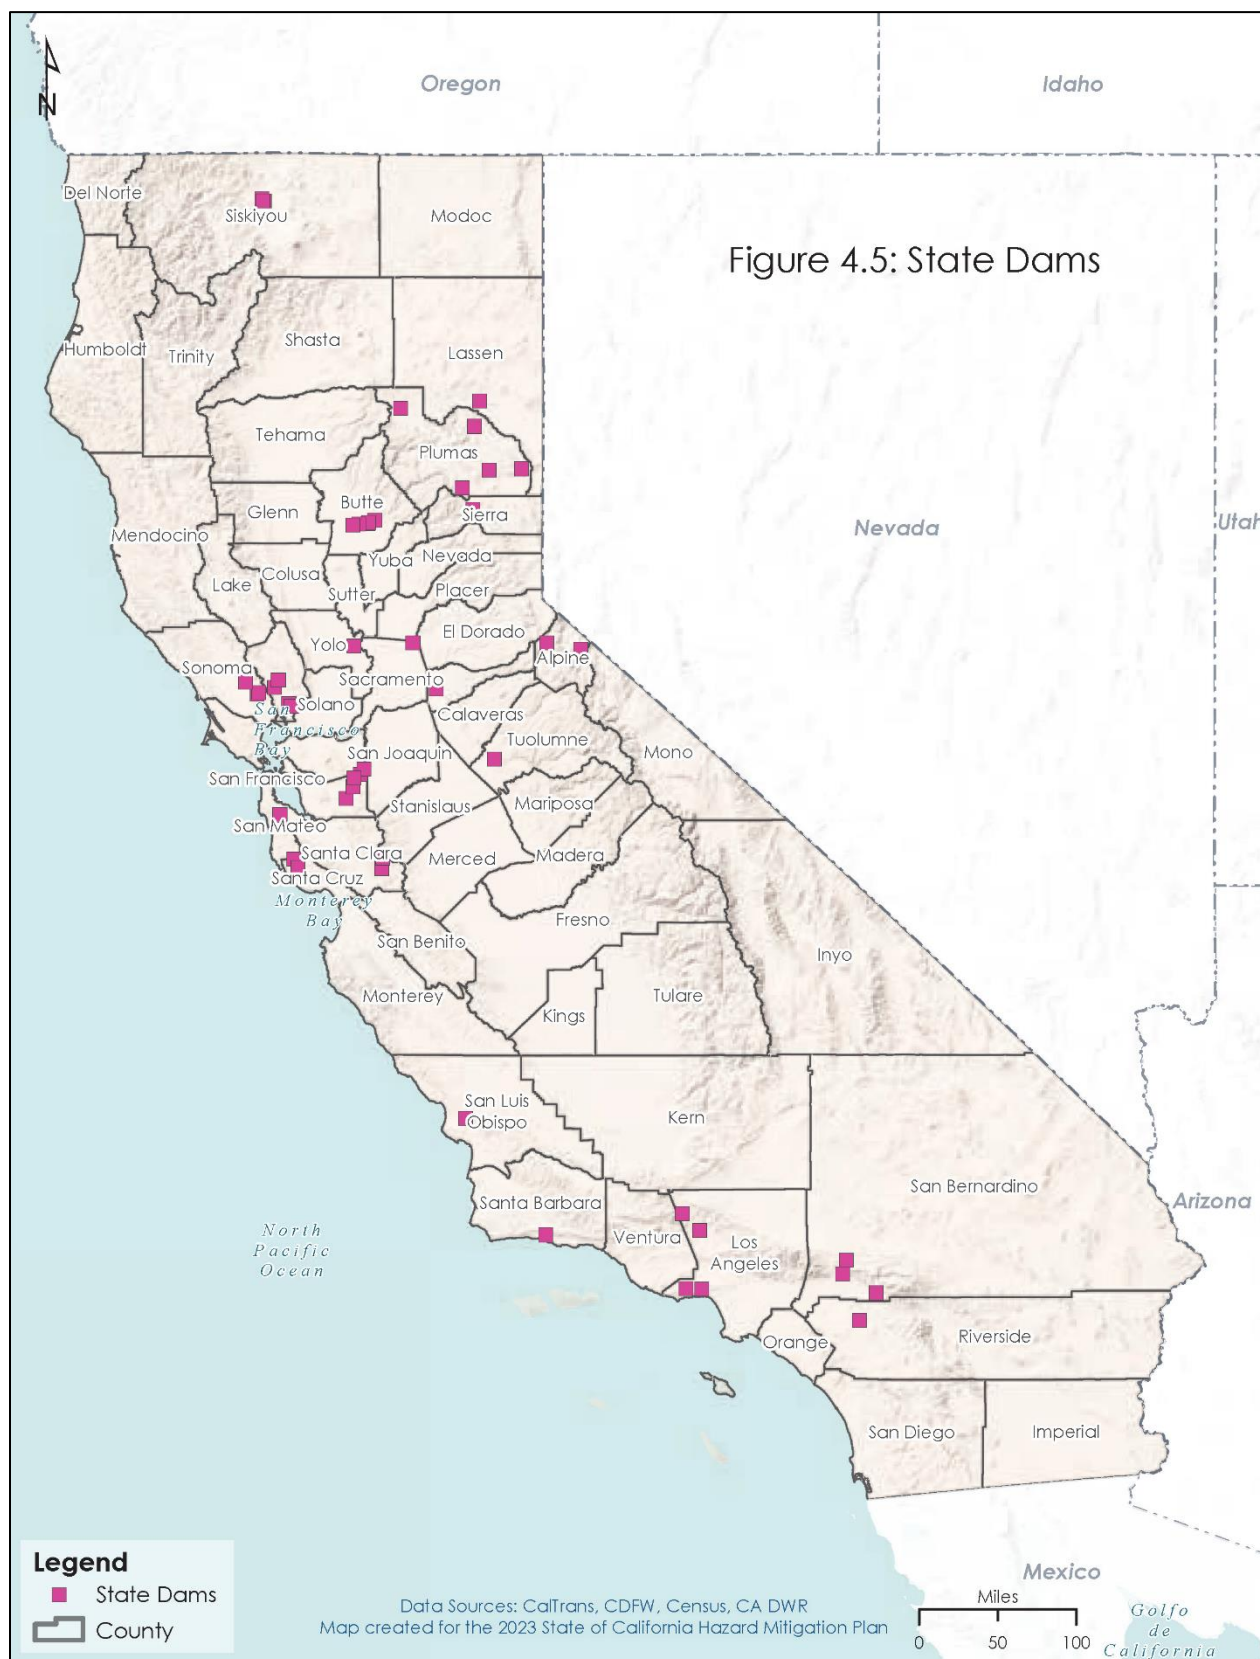 N
Oregon
Idaho
Del Norte
Siskiyou
Modoc
Figure 4.5: State Dams
Humboldt
Trinity
Shasta
Lassen
Tehama
Plumas
Glenn
Butte
Sierra
Mendocino
Nevada
Utah
Lake
Colusa
Yuba
Nevada
Sutter
Placer
Yolo
El Dorado
Sonoma
Sacramento
Alpine
Solano
San
Francisco
Bay
Calaveras
Tuolumne
San Joaquin
Mono
San Francisco
Stanislaus
Mariposa
San Mateo
Santa Clara
Merced
Madera
Santa Cruz
Monterey
Bay
Fresno
San Benito
Inyo
Monterey
Kings
Tulare
San Luis
Obispo
Kern
San Bernardino
Santa Barbara
Arizona
North
Pacific
Ocean
Ventura
Los
Angeles
Orange
Riverside
San Diego
Imperial
Mexico
Golfo
de
California
Legend
State Dams
County
Data Sources: CalTrans, CDFW, Census, CA DWR
Map created for the 2023 State of California Hazard Mitigation Plan
Miles
0 50 100